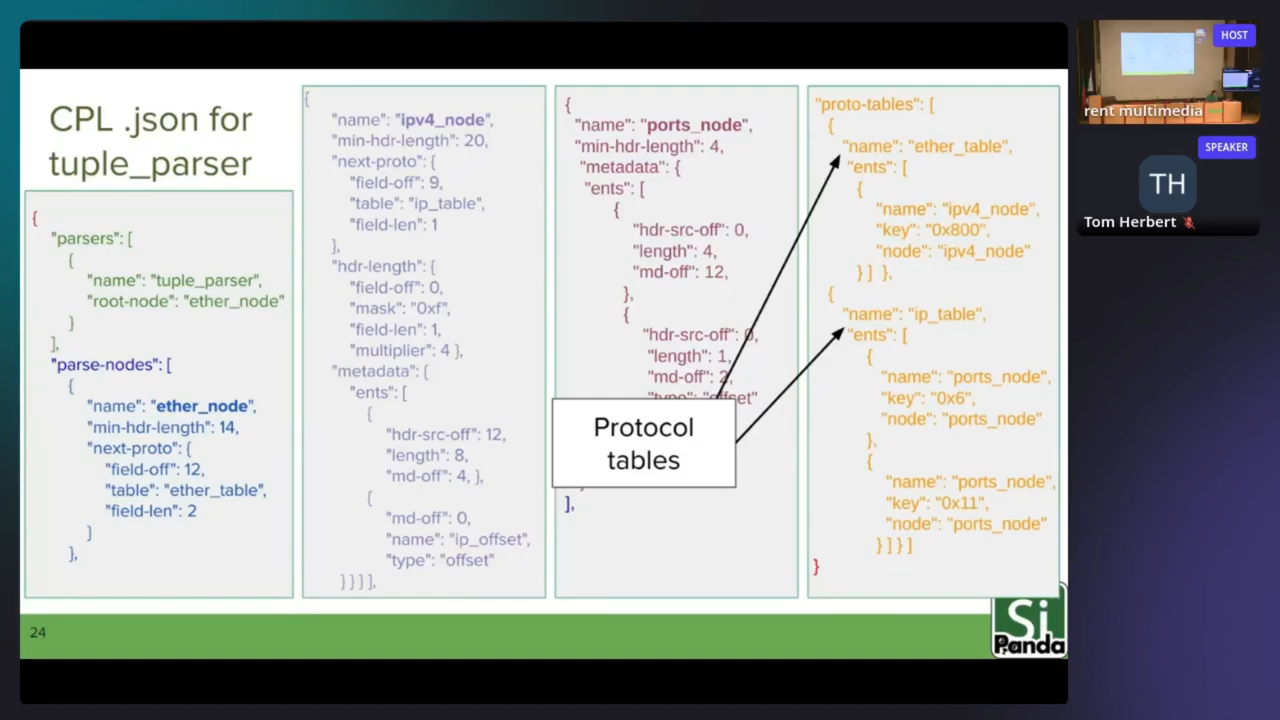 CPL .json for
tuple_parser
{
"parsers": [
{
"name": "tuple_parser",
"root-node": "ether_node"
}
],
"parse-nodes": [
{
"name": "ether_node",
"min-hdr-length": 14,
"next-proto": {
"field-off": 12,
"table": "ether_table",
"field-len": 2
}
},
{
"name": "ipv4_node",
"min-hdr-length": 20,
"next-proto": {
"field-off": 9,
"table": "ip_table",
"field-len": 1
},
"hdr-length": {
"field-off": 0,
"mask": "0xf",
"field-len": 1,
"multiplier": 4 },
"metadata": {
"ents": [
{
"hdr-src-off": 12,
"length": 8,
"md-off": 4, },
{
"md-off": 0,
"name": "ip_offset",
"type": "offset"
} } ] } ],
{
"name": "ports_node",
"min-hdr-length": 4,
"metadata": {
"ents": [
{
"hdr-src-off": 0,
"length": 4,
"md-off": 12,
},
{
"hdr-src-off": 0,
"length": 1,
"md-off": 2,
"type": "offset"
],
Protocol
tables
"proto-tables": [
{
"name": "ether_table",
"ents": [
{
"name": "ipv4_node",
"key": "0x800",
"node": "ipv4_node"
} ] },
{
"name": "ip_table",
"ents": [
{
"name": "ports_node",
"key": "0x6",
"node": "ports_node"
},
{
"name": "ports_node",
"key": "0x11",
"node": "ports_node"
} ] } ]
}
24
Si
Panda
HOST
rent multimedia
SPEAKER
TH
Tom Herbert